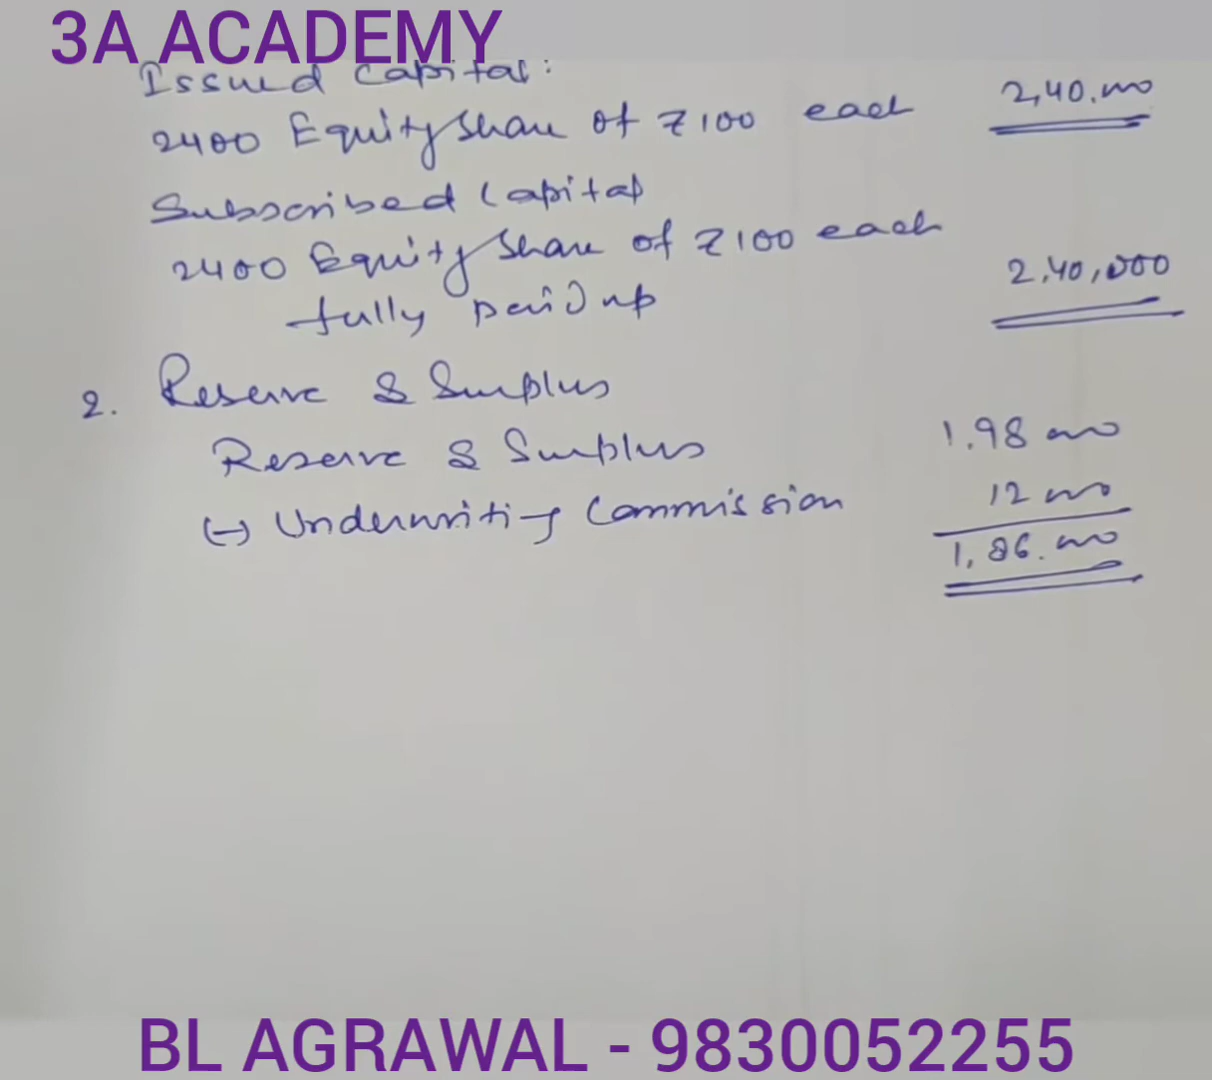 3A ACADEMY
Issued Capital:
2400 Equity Share of ₹100 each 2,40.000
Subscribed Capital
2400 Equity Share of ₹100 each
fully paid up 2,40,000
2. Reserve & Surplus
Reserve & Surplus 1.98 000
(-) Underwriting Commission 12 000
1,86.000
BL AGRAWAL - 9830052255